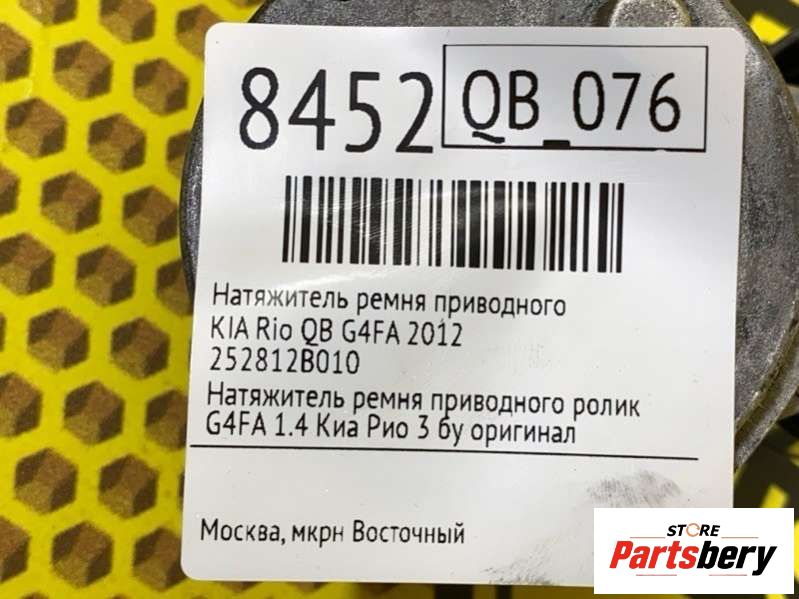 8452 QB_076
Натяжитель ремня приводного
KIA Rio QB G4FA 2012
252812B010
Натяжитель ремня приводного ролик
G4FA 1.4 Киа Рио 3 бу оригинал
Москва, мкрн Восточный
STORE
Partsbery